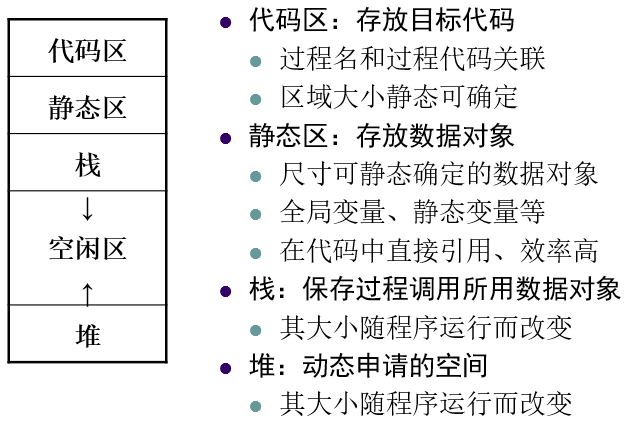 代码区
静态区
栈
↓
空闲区
↑
堆
代码区：存放目标代码
过程名和过程代码关联
区域大小静态可确定
静态区：存放数据对象
尺寸可静态确定的数据对象
全局变量、静态变量等
在代码中直接引用、效率高
栈：保存过程调用所用数据对象
其大小随程序运行而改变
堆：动态申请的空间
其大小随程序运行而改变